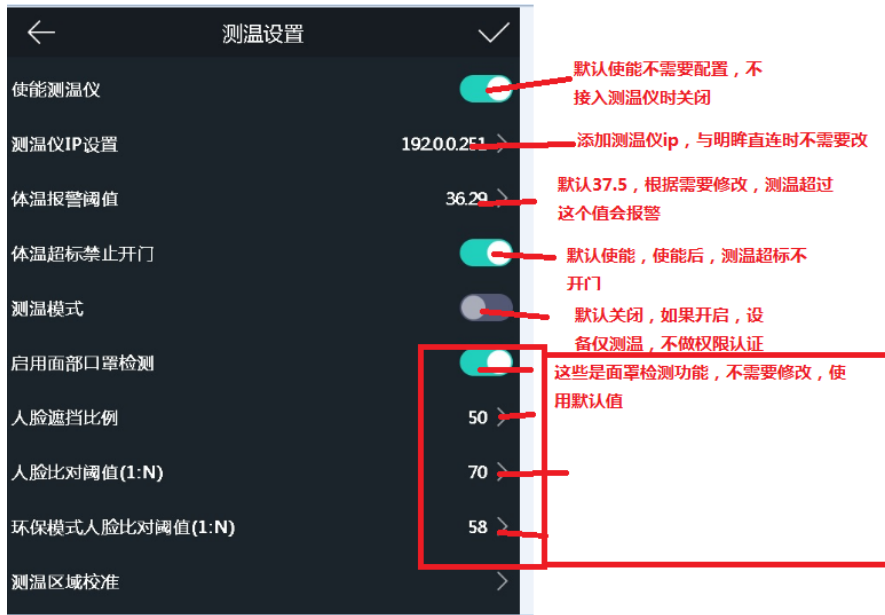 测温设置
使能测温仪
默认使能不需要配置，不
接入测温仪时关闭
测温仪IP设置 192.0.0.251
添加测温仪ip，与明眸直连时不需要改
体温报警阈值 36.29
默认37.5，根据需要修改，测温超过
这个值会报警
体温超标禁止开门
默认使能，使能后，测温超标不
开门
测温模式
默认关闭，如果开启，设
备仅测温，不做权限认证
启用面部口罩检测
这些是面罩检测功能，不需要修改，使
用默认值
人脸遮挡比例 50
人脸比对阈值(1:N) 70
环保模式人脸比对阈值(1:N) 58
测温区域校准